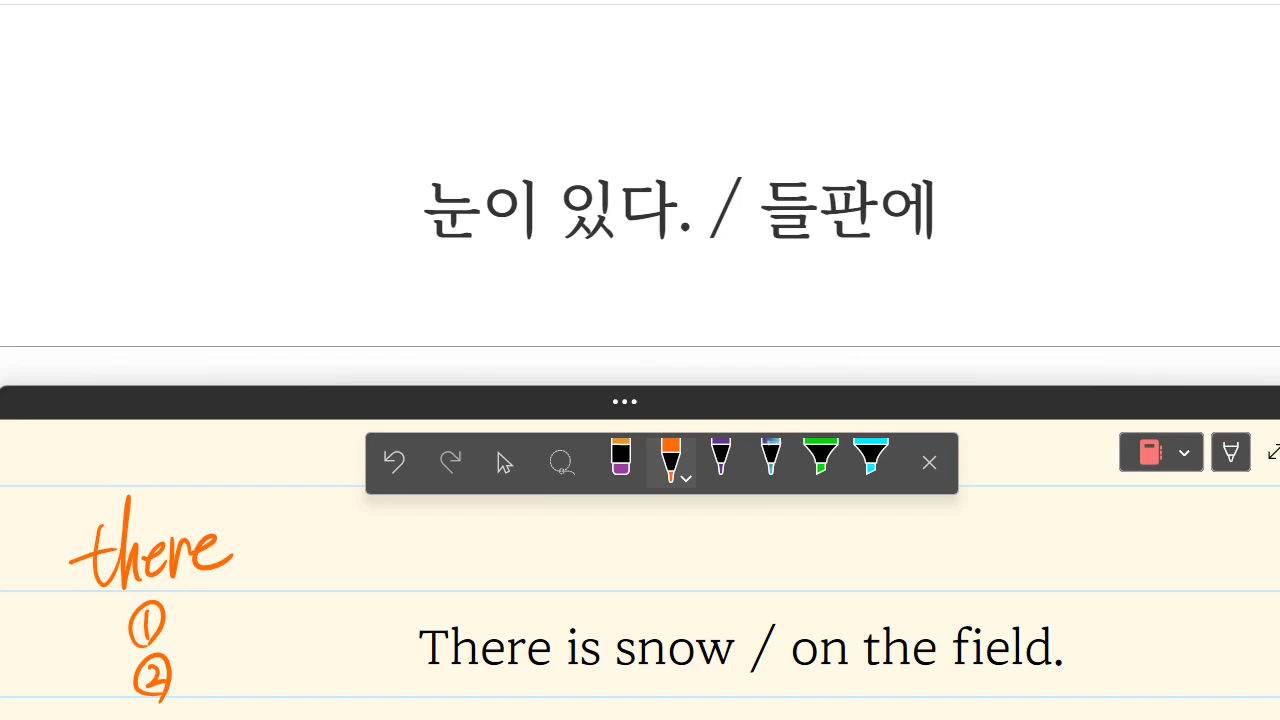 눈이 있다. / 들판에
there
①
②
There is snow / on the field.